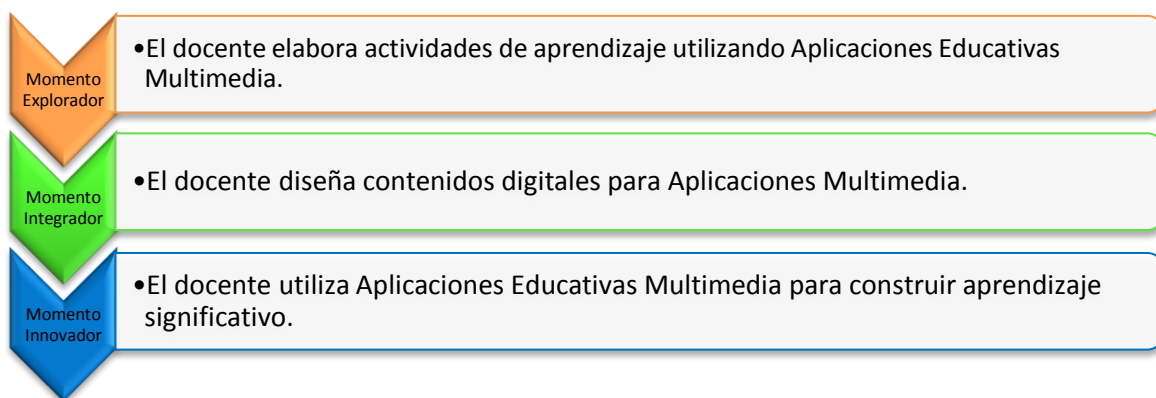 Momento
Explorador
•El docente elabora actividades de aprendizaje utilizando Aplicaciones Educativas
Multimedia.
Momento
Integrador
•El docente diseña contenidos digitales para Aplicaciones Multimedia.
Momento
Innovador
•El docente utiliza Aplicaciones Educativas Multimedia para construir aprendizaje
significativo.